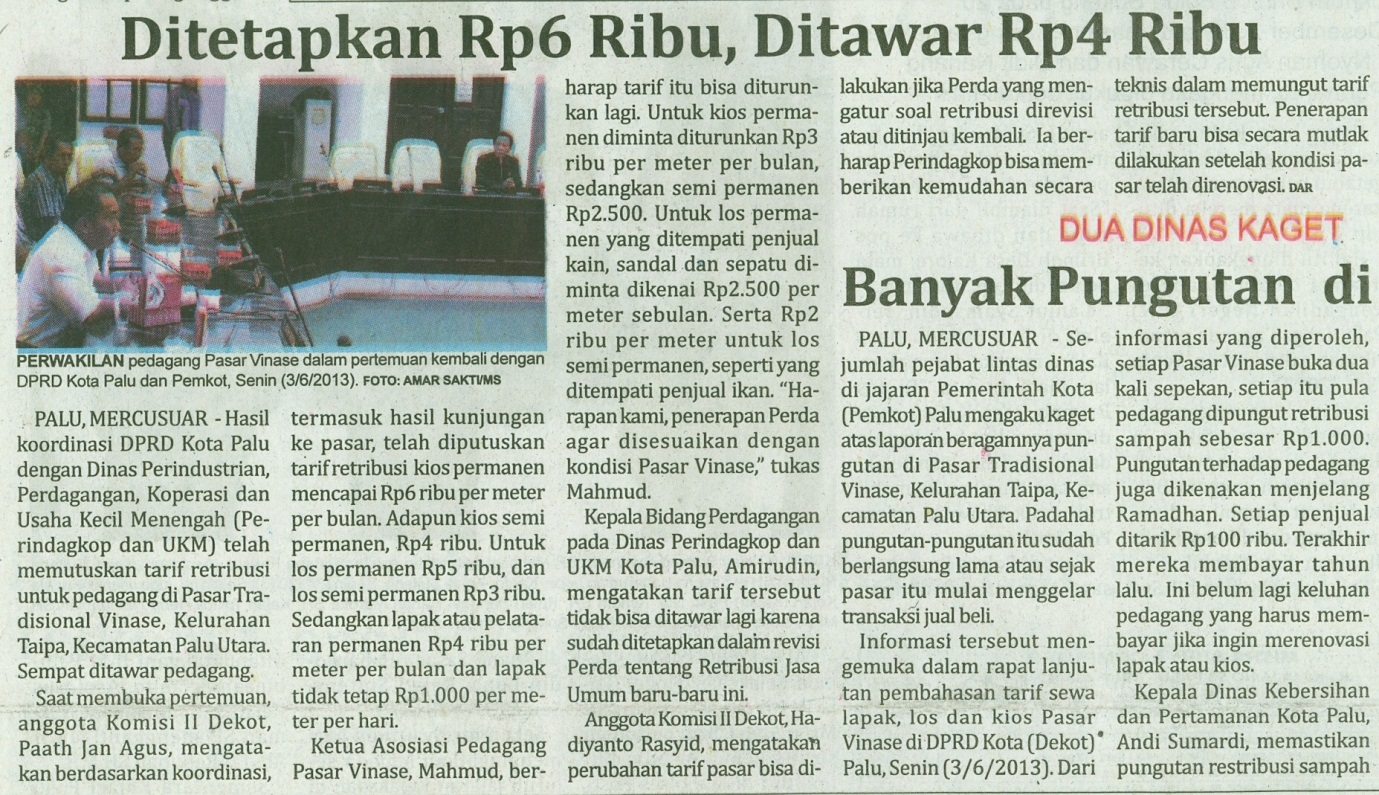 Ditetapkan Rp6 Ribu, Ditawar Rp4 Ribu
PERWAKILAN pedagang Pasar Vinase dalam pertemuan kembali dengan
DPRD Kota Palu dan Pemkot, Senin (3/6/2013). FOTO: AMAR SAKTI/MS
PALU, MERCUSUAR - Hasil
koordinasi DPRD Kota Palu
dengan Dinas Perindustrian,
Perdagangan, Koperasi dan
Usaha Kecil Menengah (Pe-
rindagkop dan UKM) telah
memutuskan tarif retribusi
untuk pedagang di Pasar Tra-
disional Vinase, Kelurahan
Taipa, Kecamatan Palu Utara.
Sempat ditawar pedagang.
Saat membuka pertemuan,
anggota Komisi II Dekot,
Paath Jan Agus, mengata-
kan berdasarkan koordinasi,
termasuk hasil kunjungan
ke pasar, telah diputuskan
tarif retribusi kios permanen
mencapai Rp6 ribu per meter
per bulan. Adapun kios semi
permanen, Rp4 ribu. Untuk
los permanen Rp5 ribu, dan
los semi permanen Rp3 ribu.
Sedangkan lapak atau pelata-
ran permanen Rp4 ribu per
meter per bulan dan lapak
tidak tetap Rp1.000 per me-
ter per hari.
Ketua Asosiasi Pedagang
Pasar Vinase, Mahmud, ber-
harap tarif itu bisa diturun-
kan lagi. Untuk kios perma-
nen diminta diturunkan Rp3
ribu per meter per bulan,
sedangkan semi permanen
Rp2.500. Untuk los perma-
nen yang ditempati penjual
kain, sandal dan sepatu di-
minta dikenai Rp2.500 per
meter sebulan. Serta Rp2
ribu per meter untuk los
semi permanen, seperti yang
ditempati penjual ikan. “Ha-
rapan kami, penerapan Perda
agar disesuaikan dengan
kondisi Pasar Vinase,” tukas
Mahmud.
Kepala Bidang Perdagangan
pada Dinas Perindagkop dan
UKM Kota Palu, Amirudin,
mengatakan tarif tersebut
tidak bisa ditawar lagi karena
sudah ditetapkan dalam revisi
Perda tentang Retribusi Jasa
Umum baru-baru ini.
Anggota Komisi II Dekot, Ha-
diyanto Rasyid, mengatakan
perubahan tarif pasar bisa di-
lakukan jika Perda yang men-
gatur soal retribusi direvisi
atau ditinjau kembali. Ia ber-
harap Perindagkop bisa mem-
berikan kemudahan secara
teknis dalam memungut tarif
retribusi tersebut. Penerapan
tarif baru bisa secara mutlak
dilakukan setelah kondisi pa-
sar telah direnovasi. DAR
DUA DINAS KAGET
Banyak Pungutan di
PALU, MERCUSUAR - Se-
jumlah pejabat lintas dinas
di jajaran Pemerintah Kota
(Pemkot) Palu mengaku kaget
atas laporan beragamnya pun-
gutan di Pasar Tradisional
Vinase, Kelurahan Taipa, Ke-
camatan Palu Utara. Padahal
pungutan-pungutan itu sudah
berlangsung lama atau sejak
pasar itu mulai menggelar
transaksi jual beli.
Informasi tersebut men-
gemuka dalam rapat lanju-
tan pembahasan tarif sewa
lapak, los dan kios Pasar
Vinase di DPRD Kota (Dekot)
Palu, Senin (3/6/2013). Dari
informasi yang diperoleh,
setiap Pasar Vinase buka dua
kali sepekan, setiap itu pula
pedagang dipungut retribusi
sampah sebesar Rp1.000.
Pungutan terhadap pedagang
juga dikenakan menjelang
Ramadhan. Setiap penjual
ditarik Rp100 ribu. Terakhir
mereka membayar tahun
lalu. Ini belum lagi keluhan
pedagang yang harus mem-
bayar jika ingin merenovasi
lapak atau kios.
Kepala Dinas Kebersihan
dan Pertamanan Kota Palu,
Andi Sumardi, memastikan
pungutan restribusi sampah